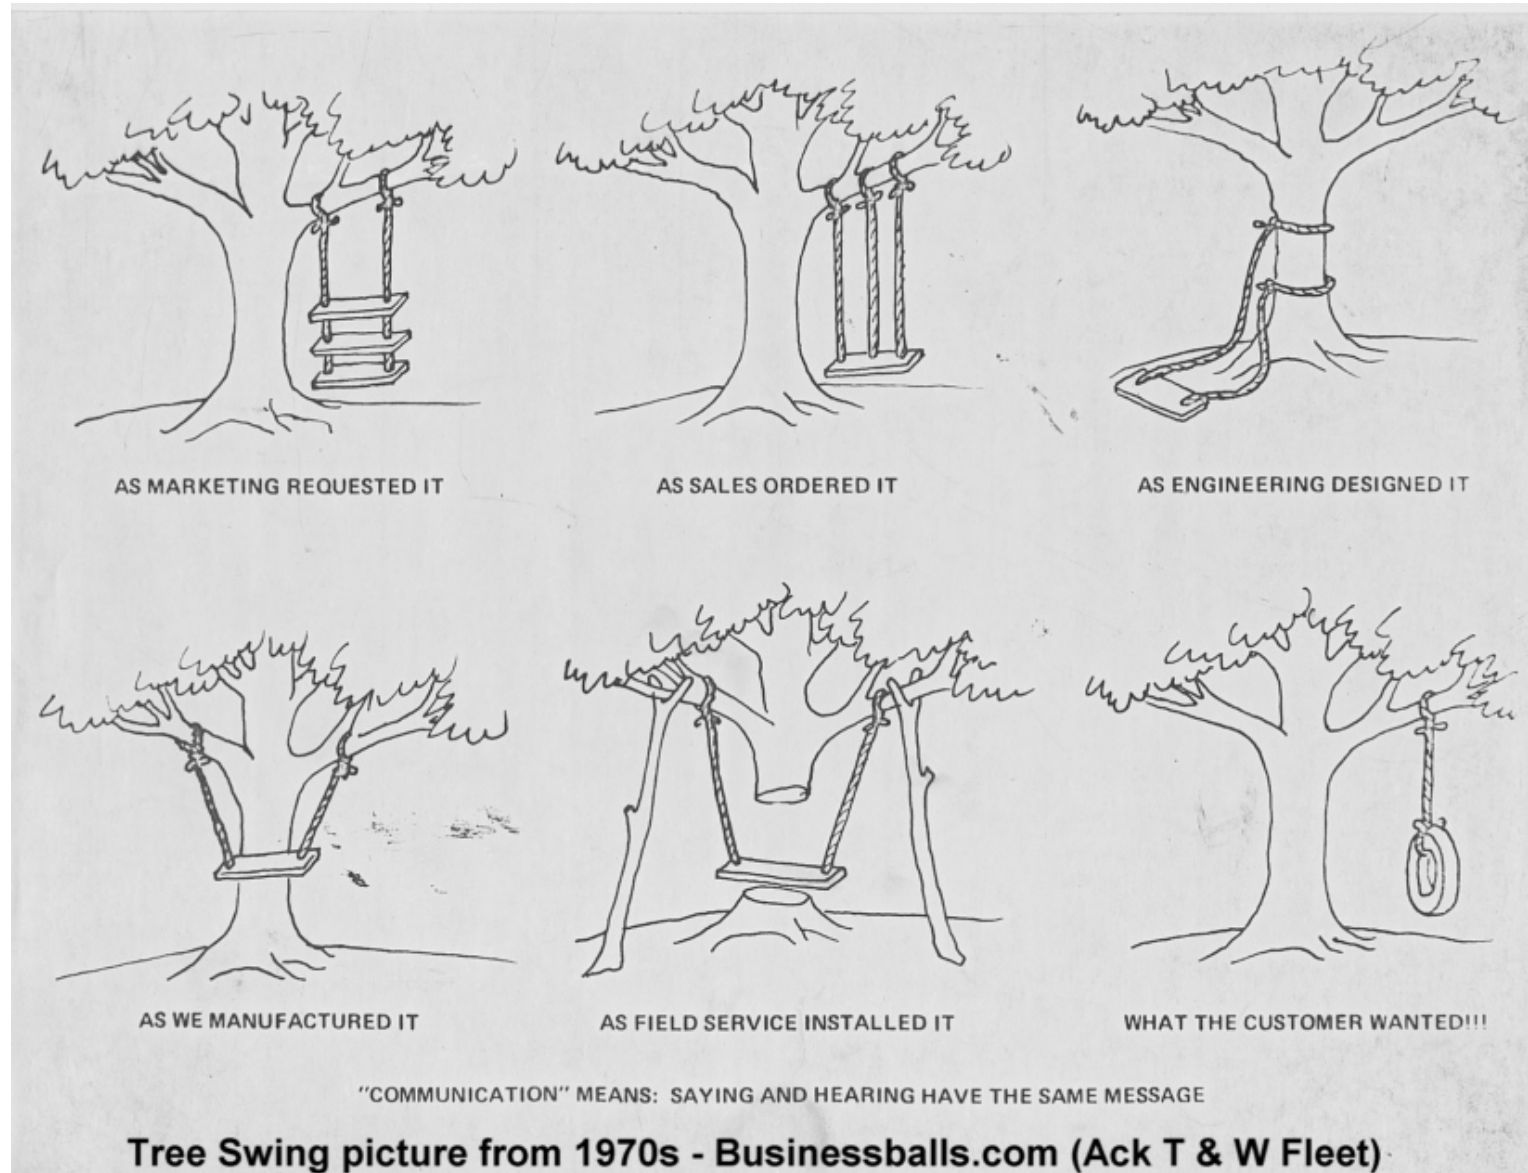 AS MARKETING REQUESTED IT
AS SALES ORDERED IT
AS ENGINEERING DESIGNED IT
AS WE MANUFACTURED IT
AS FIELD SERVICE INSTALLED IT
WHAT THE CUSTOMER WANTED!!!
"COMMUNICATION" MEANS: SAYING AND HEARING HAVE THE SAME MESSAGE
Tree Swing picture from 1970s - Businessballs.com (Ack T & W Fleet)